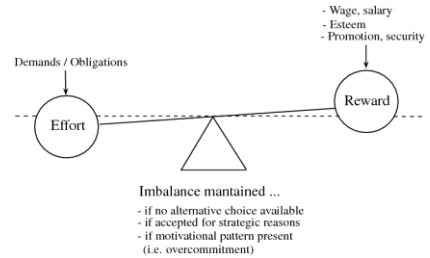 - Wage, salary
- Esteem
- Promotion, security
Demands / Obligations
Reward
Effort
Imbalance mantained ...
- if no alternative choice available
- if accepted for strategic reasons
- if motivational pattern present
(i.e. overcommitment)